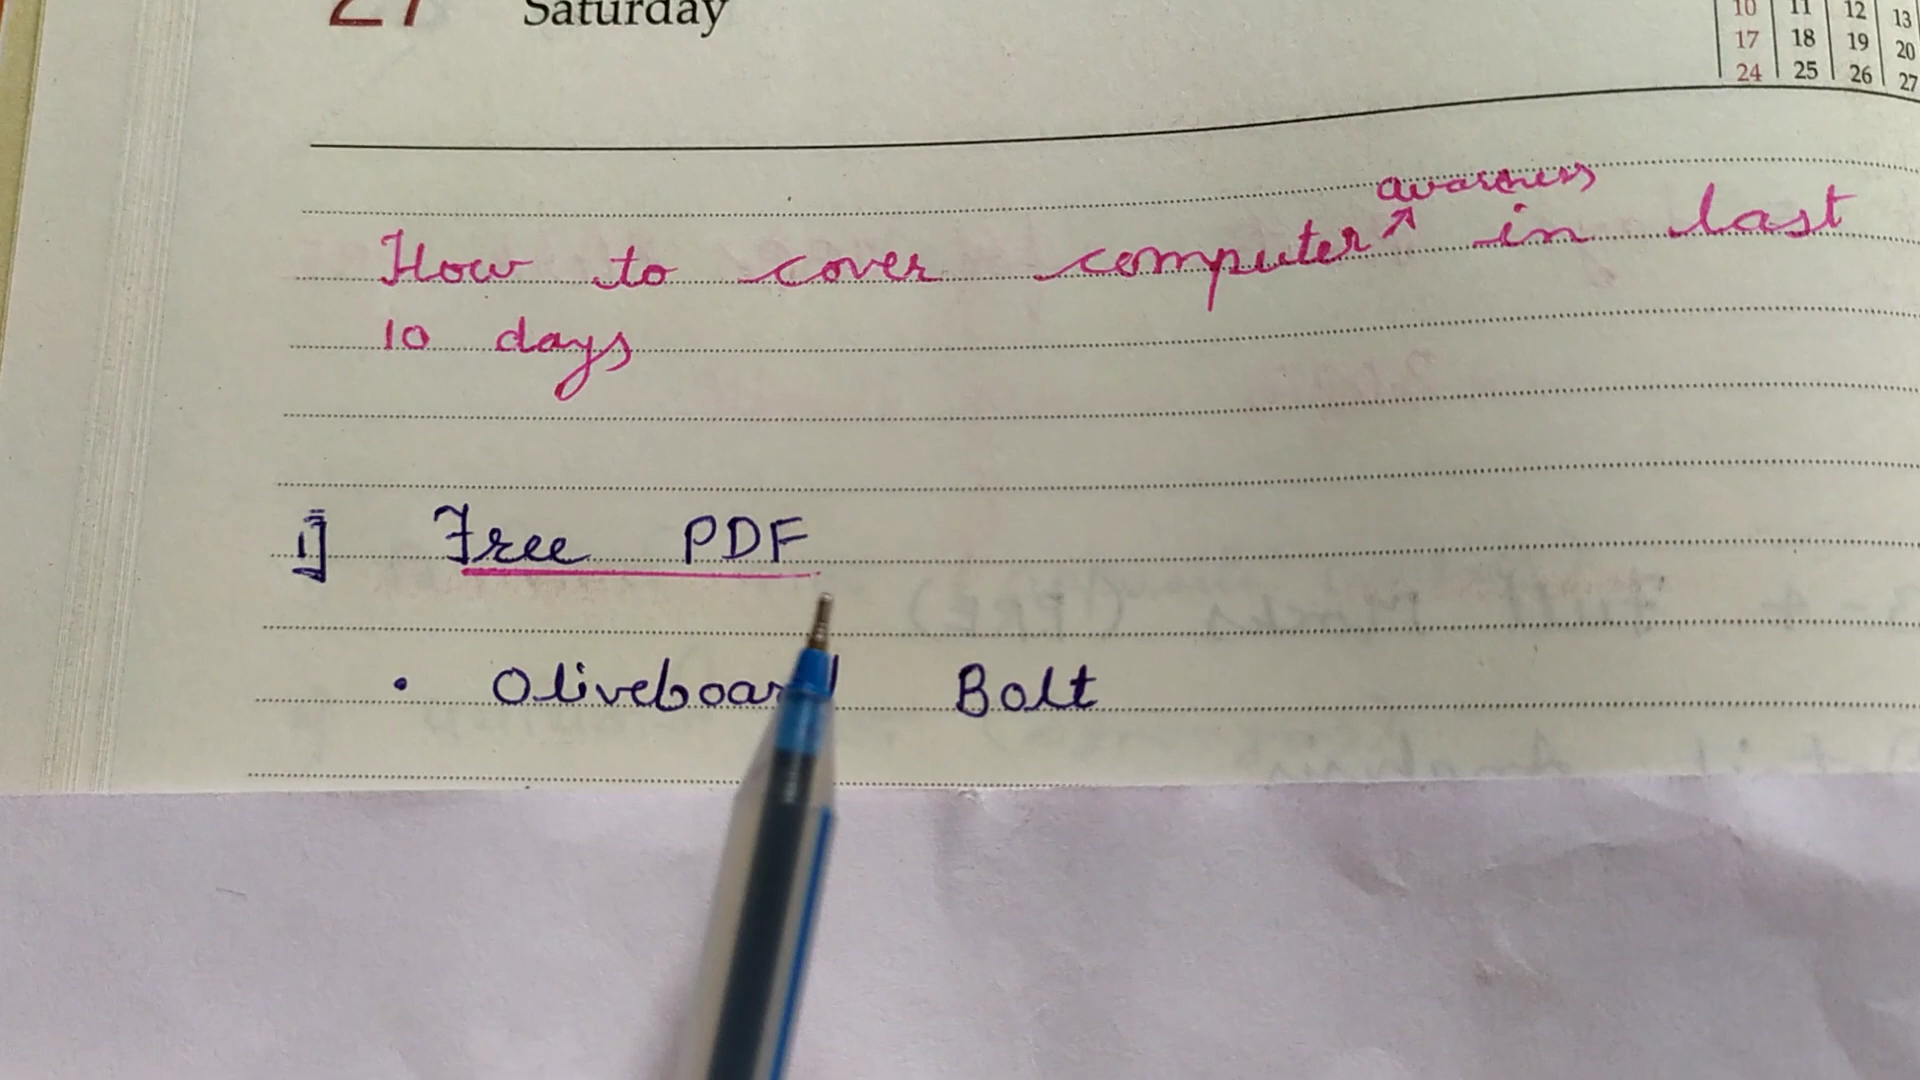 27 Saturday
10 11 12 13
17 18 19 20
24 25 26 27
awareness
How to cover computer ↗ in last
10 days
1] Free PDF
• Oliveboard Bolt